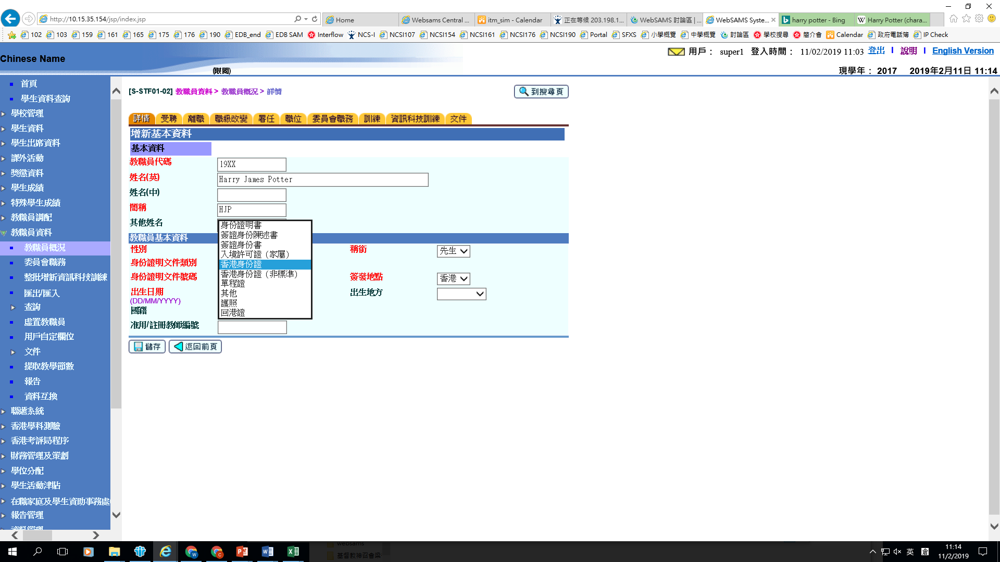 http://10.15.35.154/jsp/index.jsp
Home
Websams Central ...
itm_sim - Calendar
正在等候 203.198.1...
WebSAMS 討論區 | ...
WebSAMS Syste...
harry potter - Bing
Harry Potter (chara...
102 103 159 161 165 175 176 190 EDB_end EDB SAM Interflow NCS-I NCSI107 NCSI154 NCSI161 NCSI176 NCSI190 Portal SFXS 小學概覽 中學概覽 討論區 學校搜尋 簡介會 Calendar 政府電話簿 IP Check
Chinese Name
(限閱)
用戶： super1 登入時間： 11/02/2019 11:03 登出 | 說明 | English Version
現學年： 2017 2019年2月11日 11:14
首頁
學生資料查詢
學校管理
學生資料
學生出席資料
課外活動
獎懲資料
學生成績
特殊學生成績
教職員調配
教職員資料
教職員概況
委員會職務
整批增新資訊科技訓練
匯出/匯入
查詢
虛置教職員
用戶自定欄位
文件
提取教學節數
報告
資料互換
聯遞系統
香港學科測驗
香港考評局程序
財務管理及策劃
學位分配
學生活動津貼
在職家庭及學生資助事務處
報告管理
資料管理
[S-STF01-02] 教職員資料 > 教職員概況 > 詳情
到搜尋頁
詳情 受聘 離職 職級改變 署任 職位 委員會職務 訓練 資訊科技訓練 文件
增新基本資料
基本資料
教職員代碼 19XX
姓名(英) Harry James Potter
姓名(中)
簡稱 HJP
其他姓名
教職員基本資料
性別
稱銜 先生
身份證明文件類別
身份證明文件號碼
簽發地點 香港
出生日期
(DD/MM/YYYY)
出生地方
國籍
准用/註冊教師編號
身份證明書
簽證身份陳述書
簽證身份書
入境許可證（家屬）
香港身份證
香港身份證（非標準）
單程證
其他
護照
回港證
儲存 返回前頁
websams
基督教神召會梁
英
倉
11:14
11/2/2019